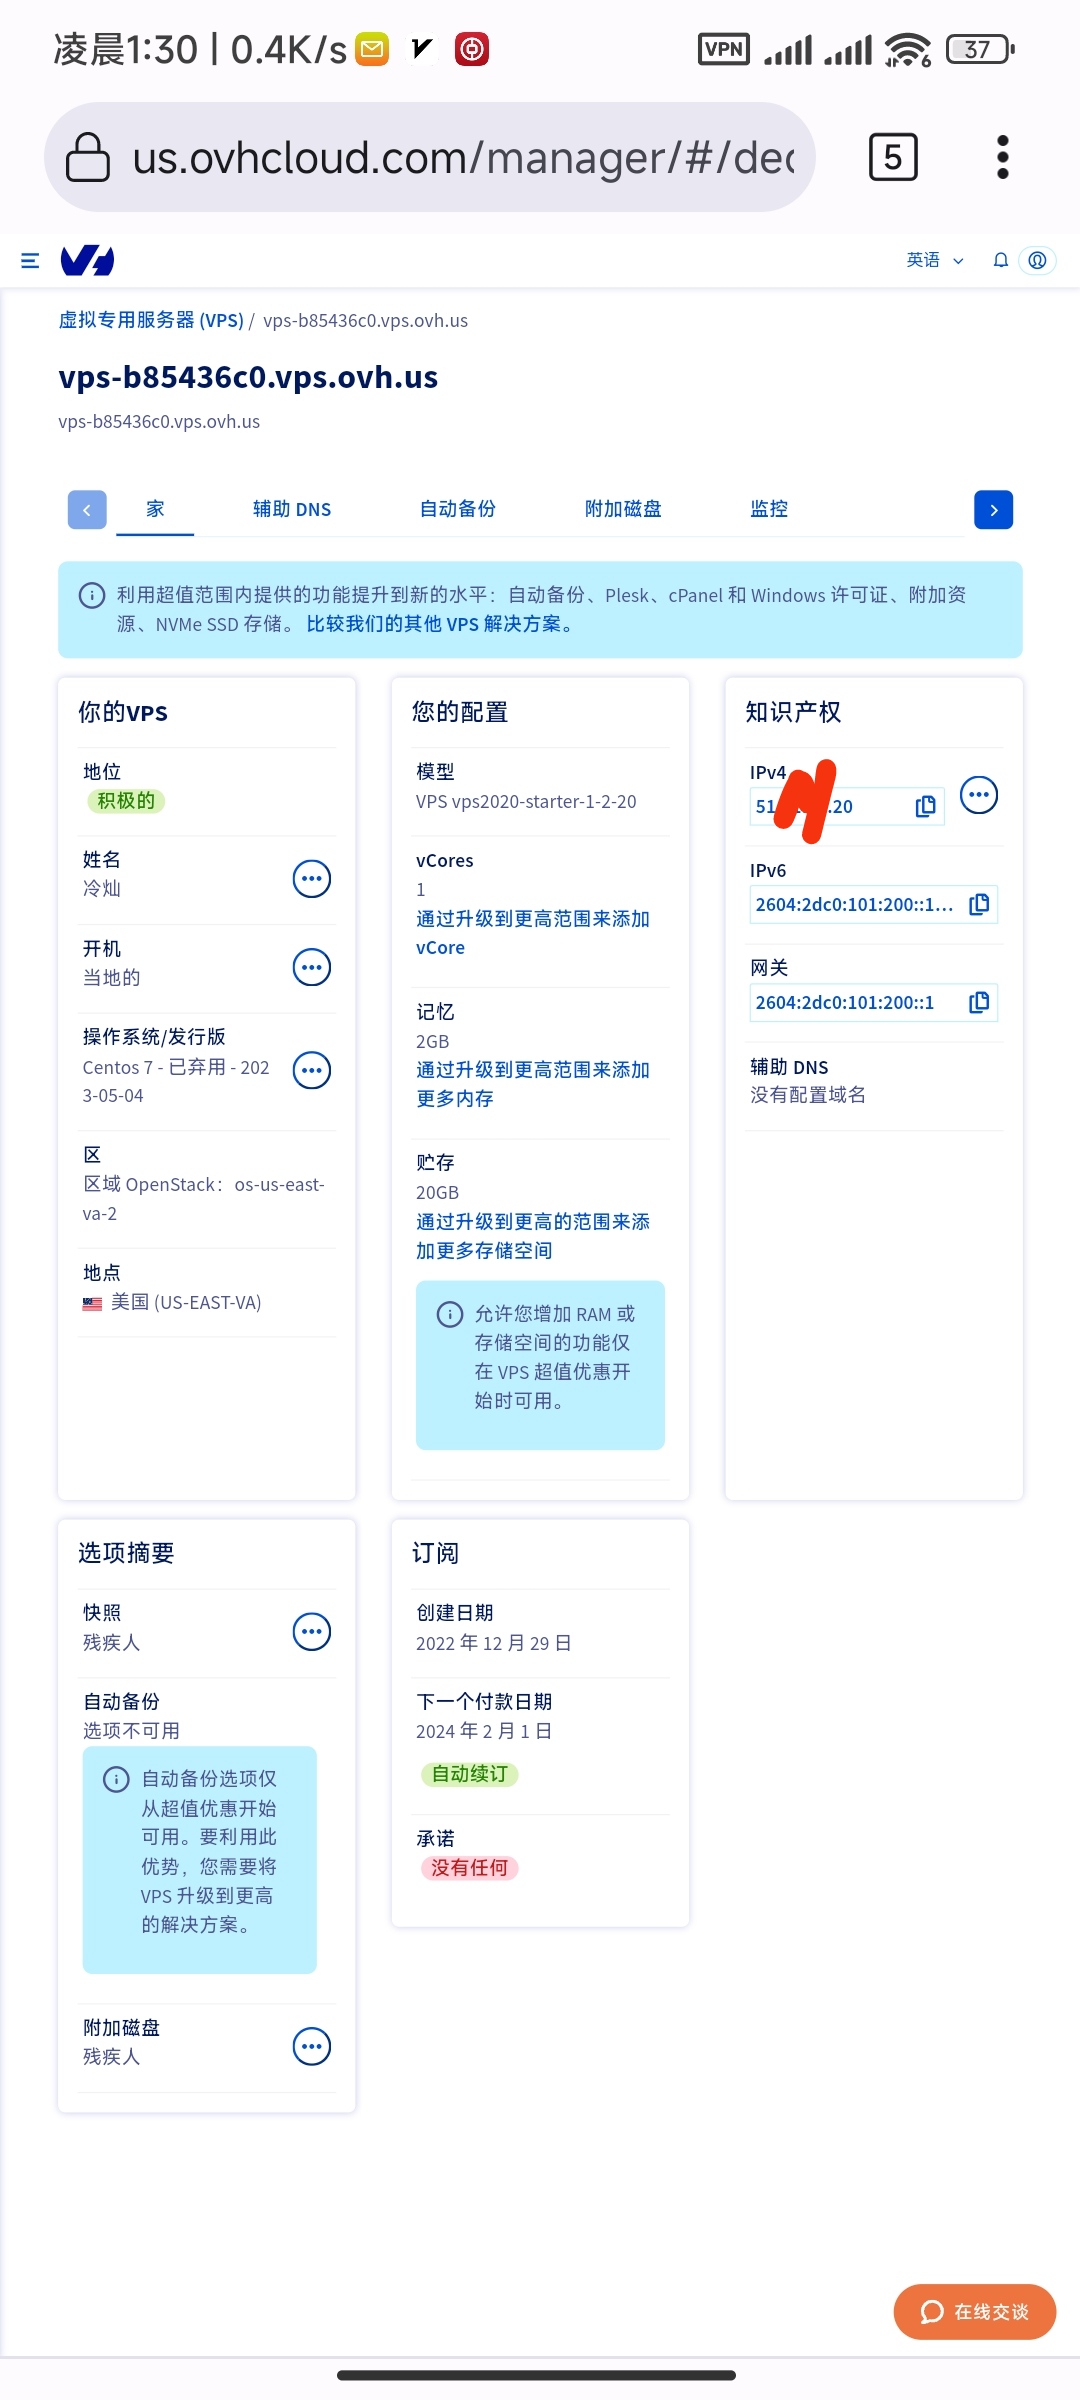 凌晨1:30 | 0.4K/s
VPN
6
37
us.ovhcloud.com/manager/#/dec
5
英语
虚拟专用服务器 (VPS) / vps-b85436c0.vps.ovh.us
vps-b85436c0.vps.ovh.us
vps-b85436c0.vps.ovh.us
家 辅助 DNS 自动备份 附加磁盘 监控
利用超值范围内提供的功能提升到新的水平：自动备份、Plesk、cPanel 和 Windows 许可证、附加资
源、NVMe SSD 存储。 比较我们的其他 VPS 解决方案。
你的VPS
地位
积极的
姓名
冷灿
开机
当地的
操作系统/发行版
Centos 7 - 已弃用 - 202
3-05-04
区
区域 OpenStack：os-us-east-
va-2
地点
美国 (US-EAST-VA)
您的配置
模型
VPS vps2020-starter-1-2-20
vCores
1
通过升级到更高范围来添加
vCore
记忆
2GB
通过升级到更高范围来添加
更多内存
贮存
20GB
通过升级到更高的范围来添
加更多存储空间
允许您增加 RAM 或
存储空间的功能仅
在 VPS 超值优惠开
始时可用。
知识产权
IPv4
51 .20
IPv6
2604:2dc0:101:200::1...
网关
2604:2dc0:101:200::1
辅助 DNS
没有配置域名
选项摘要
快照
残疾人
自动备份
选项不可用
自动备份选项仅
从超值优惠开始
可用。要利用此
优势，您需要将
VPS 升级到更高
的解决方案。
附加磁盘
残疾人
订阅
创建日期
2022 年 12 月 29 日
下一个付款日期
2024 年 2 月 1 日
自动续订
承诺
没有任何
在线交谈